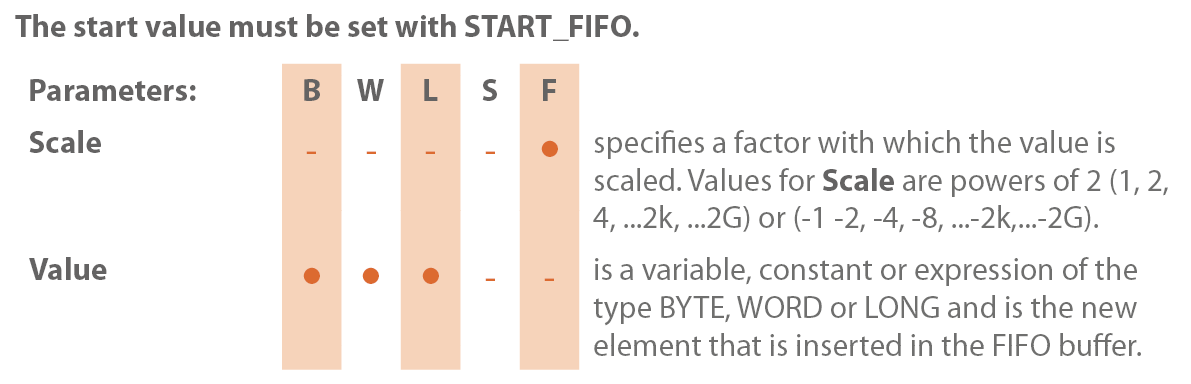 The start value must be set with START_FIFO.
Parameters: B W L S F
Scale - - - - ● specifies a factor with which the value is
scaled. Values for Scale are powers of 2 (1, 2,
4, ...2k, ...2G) or (-1 -2, -4, -8, ...-2k,...-2G).
Value ● ● ● - - is a variable, constant or expression of the
type BYTE, WORD or LONG and is the new
element that is inserted in the FIFO buffer.